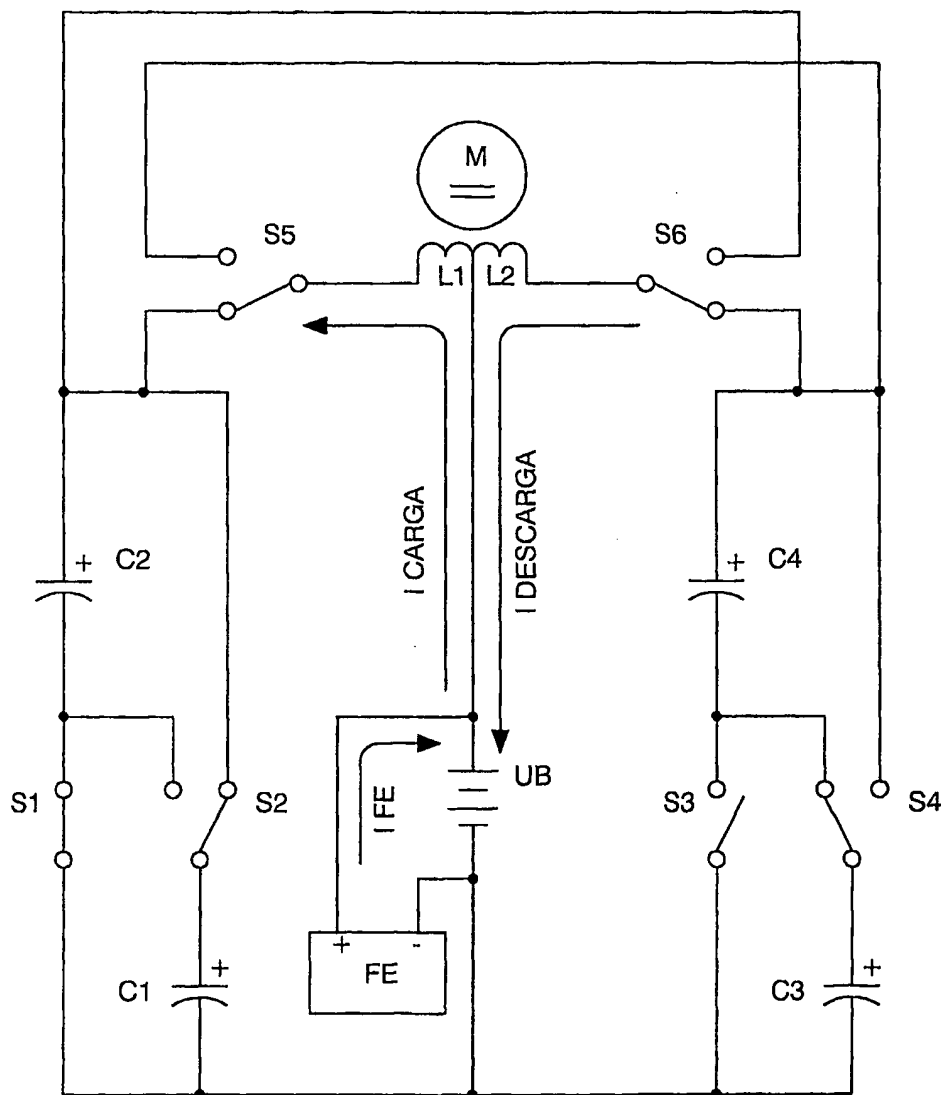 M
S5
S6
L1
L2
I CARGA
I DESCARGA
+
C2
+
C4
S1
S2
I FE
UB
S3
S4
+ -
FE
C1
+
C3
+